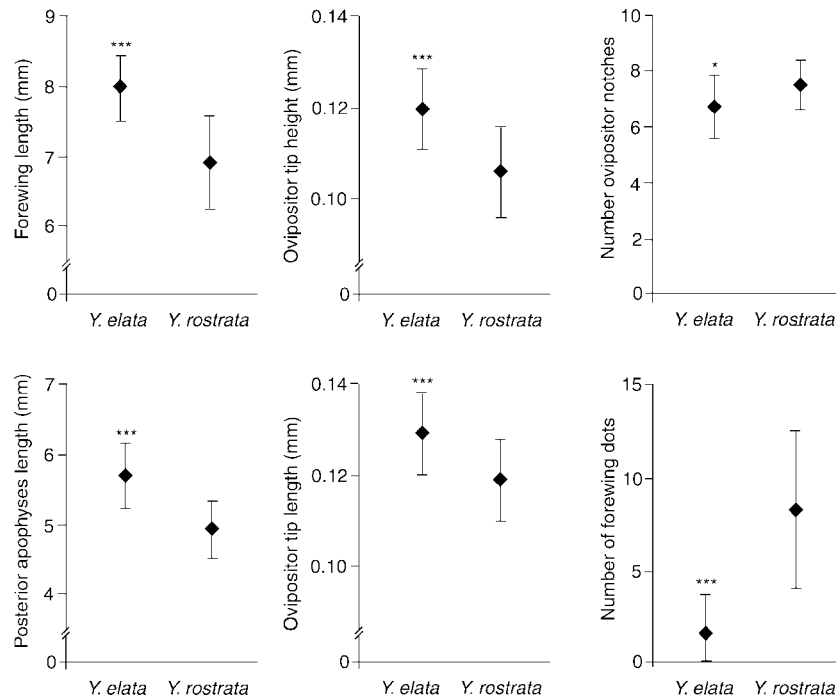 Forewing length (mm)
9
8
7
6
0
***
Y. elata Y. rostrata
Ovipositor tip height (mm)
0.14
0.12
0.10
0
***
Y. elata Y. rostrata
Number ovipositor notches
10
8
6
4
2
0
*
Y. elata Y. rostrata
Posterior apophyses length (mm)
7
6
5
4
0
***
Y. elata Y. rostrata
Ovipositor tip length (mm)
0.14
0.12
0.10
0
***
Y. elata Y. rostrata
Number of forewing dots
15
10
5
0
***
Y. elata Y. rostrata